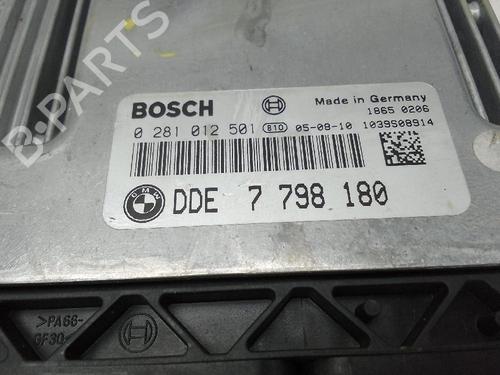 B-PARTS
BOSCH
Made in Germany
1865 0206
0 281 012 501 810 05-08-10 1039S08914
BMW
DDE 7 798 180
>PA66-
GF30